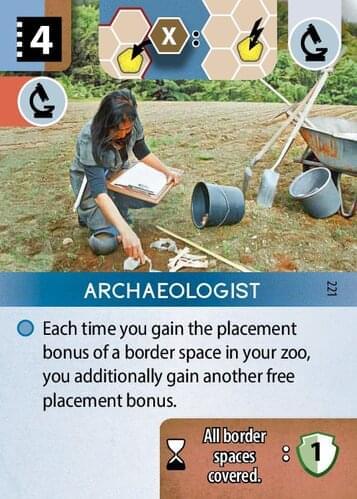 4
X :
ARCHAEOLOGIST
221
Each time you gain the placement
bonus of a border space in your zoo,
you additionally gain another free
placement bonus.
All border
spaces
covered.
: 1